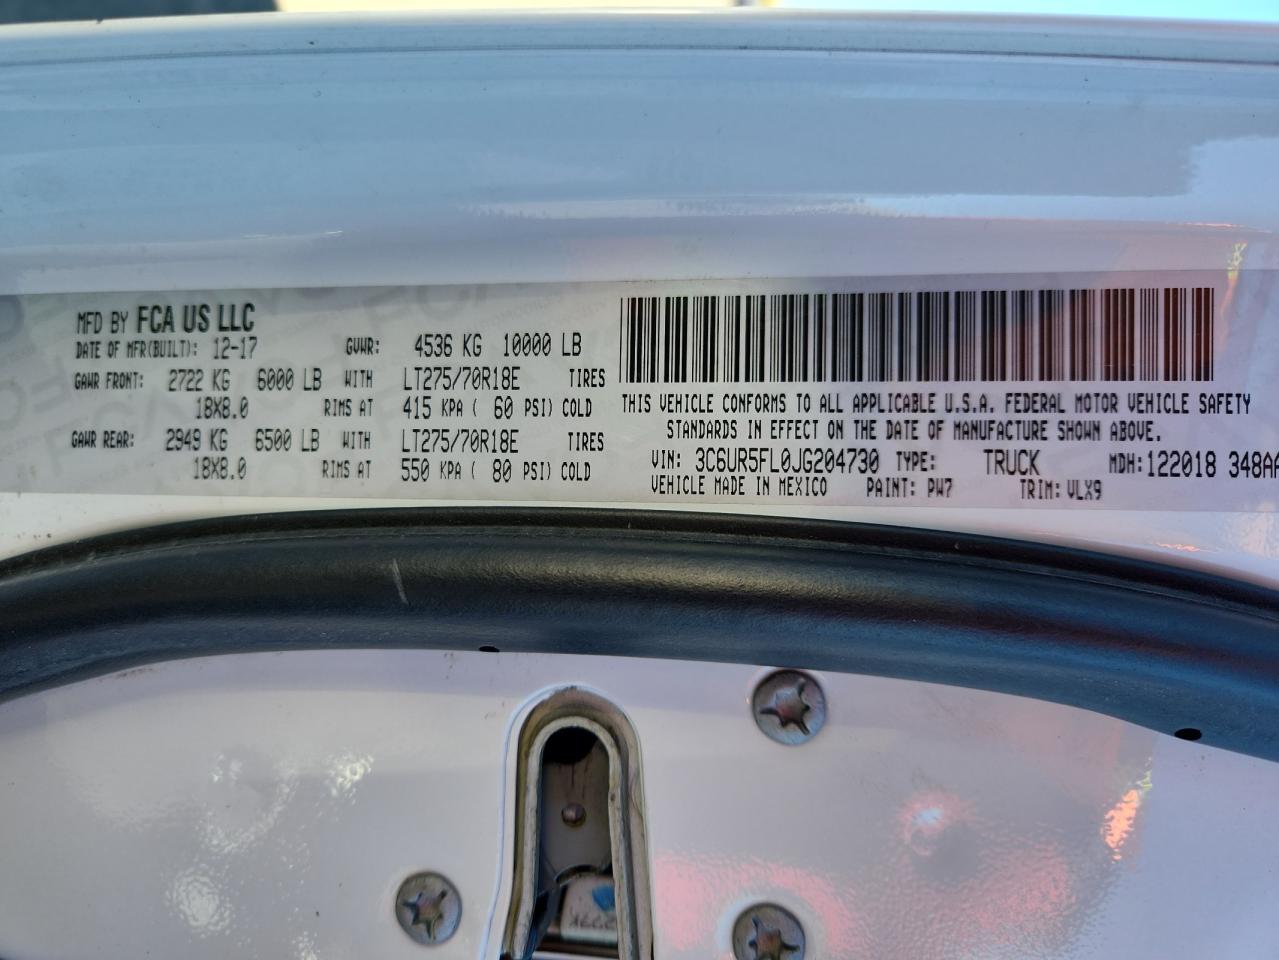 MFD BY FCA US LLC
DATE OF MFR(BUILT): 12-17 GVWR: 4536 KG 10000 LB
GAWR FRONT: 2722 KG 6000 LB WITH LT275/70R18E TIRES
18X8.0 RIMS AT 415 KPA ( 60 PSI) COLD
GAWR REAR: 2949 KG 6500 LB WITH LT275/70R18E TIRES
18X8.0 RIMS AT 550 KPA ( 80 PSI) COLD
THIS VEHICLE CONFORMS TO ALL APPLICABLE U.S.A. FEDERAL MOTOR VEHICLE SAFETY
STANDARDS IN EFFECT ON THE DATE OF MANUFACTURE SHOWN ABOVE.
VIN: 3C6UR5FL0JG204730 TYPE: TRUCK MDH:122018 348AA
VEHICLE MADE IN MEXICO PAINT: PW7 TRIM: VLX9